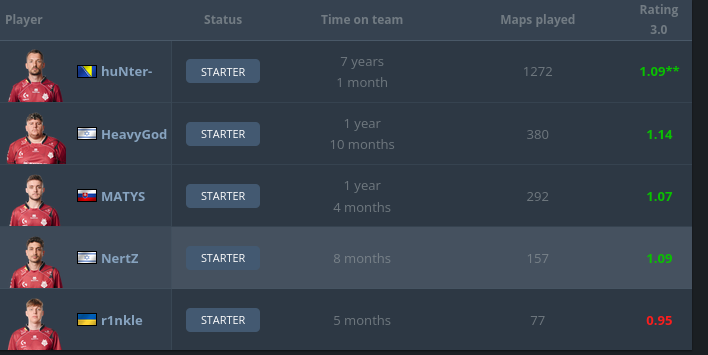 Player Status Time on team Maps played Rating 3.0
huNter- STARTER 7 years 1 month 1272 1.09**
HeavyGod STARTER 1 year 10 months 380 1.14
MATYS STARTER 1 year 4 months 292 1.07
NertZ STARTER 8 months 157 1.09
r1nkle STARTER 5 months 77 0.95